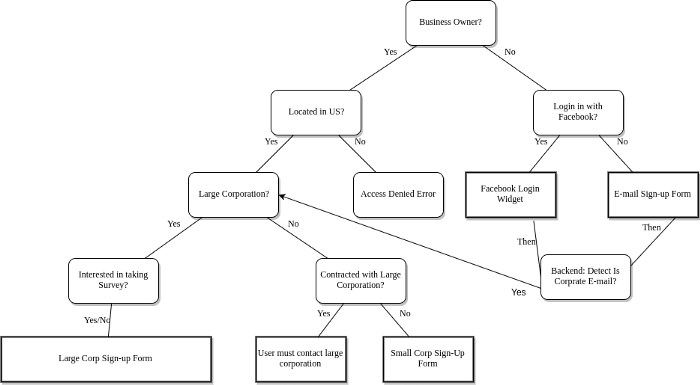 Business Owner?
Yes
No
Located in US?
Login in with
Facebook?
Yes
No
Yes
No
Large Corporation?
Access Denied Error
Facebook Login
Widget
E-mail Sign-up Form
Yes
No
Then
Then
Interested in taking
Survey?
Contracted with Large
Corporation?
Backend: Detect Is
Corprate E-mail?
Yes
Yes/No
Yes
No
Large Corp Sign-up Form
User must contact large
corporation
Small Corp Sign-Up
Form